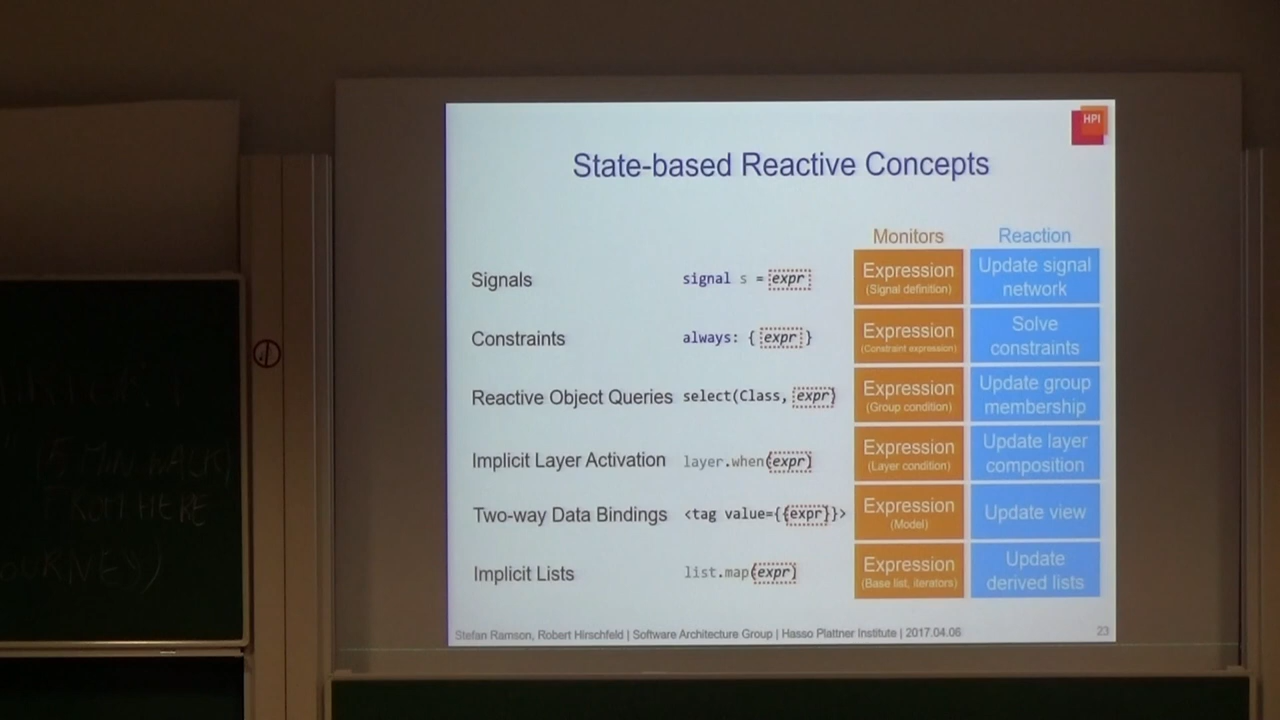 HPI
State-based Reactive Concepts
Monitors Reaction
Signals signal s = expr Expression (Signal definition) Update signal network
Constraints always: { expr } Expression (Constraint expression) Solve constraints
Reactive Object Queries select(Class, expr) Expression (Group condition) Update group membership
Implicit Layer Activation layer.when(expr) Expression (Layer condition) Update layer composition
Two-way Data Bindings <tag value={{expr}}> Expression (Model) Update view
Implicit Lists list.map(expr) Expression (Base list, iterators) Update derived lists
Stefan Ramson, Robert Hirschfeld | Software Architecture Group | Hasso Plattner Institute | 2017.04.06 23
FROM HERE